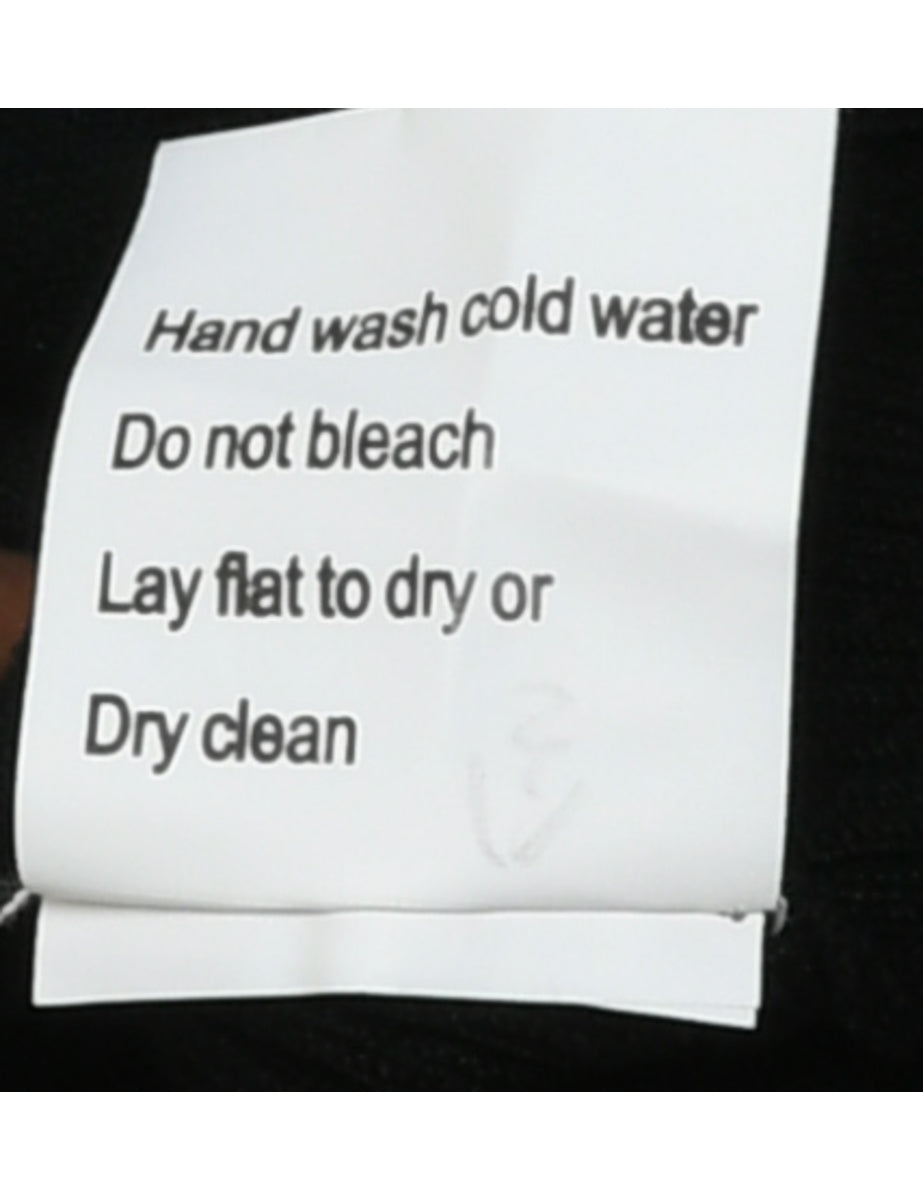 Hand wash cold water
Do not bleach
Lay flat to dry or
Dry clean